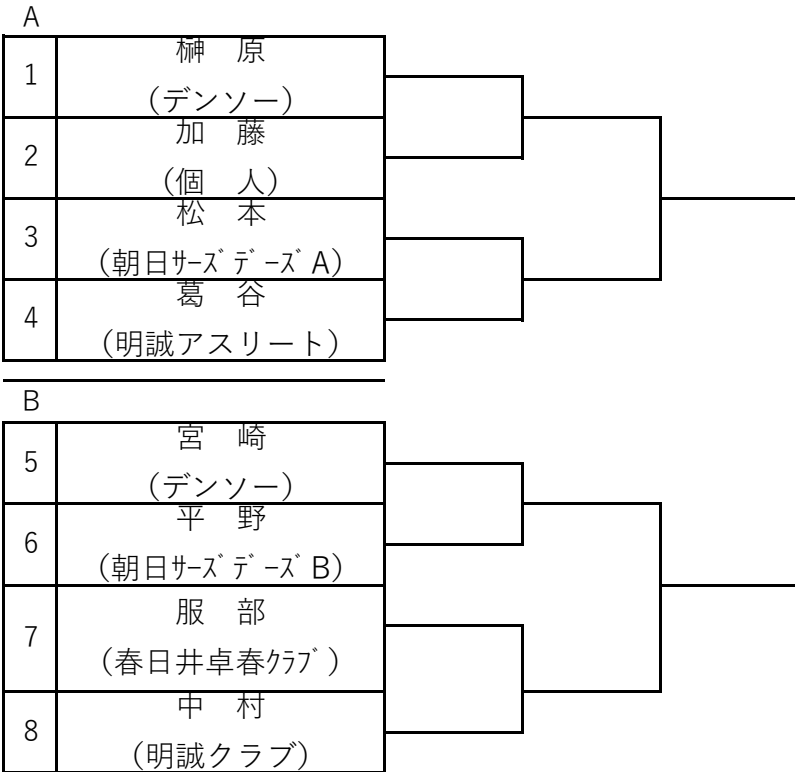 A
1
榊　原
(デンソー)
2
加　藤
(個　人)
3
松　本
(朝日ｻｰｽﾞﾃﾞｰｽﾞA)
4
葛　谷
(明誠アスリート)
B
5
宮　崎
(デンソー)
6
平　野
(朝日ｻｰｽﾞﾃﾞｰｽﾞB)
7
服　部
(春日井卓春ｸﾗﾌﾞ)
8
中　村
(明誠クラブ)